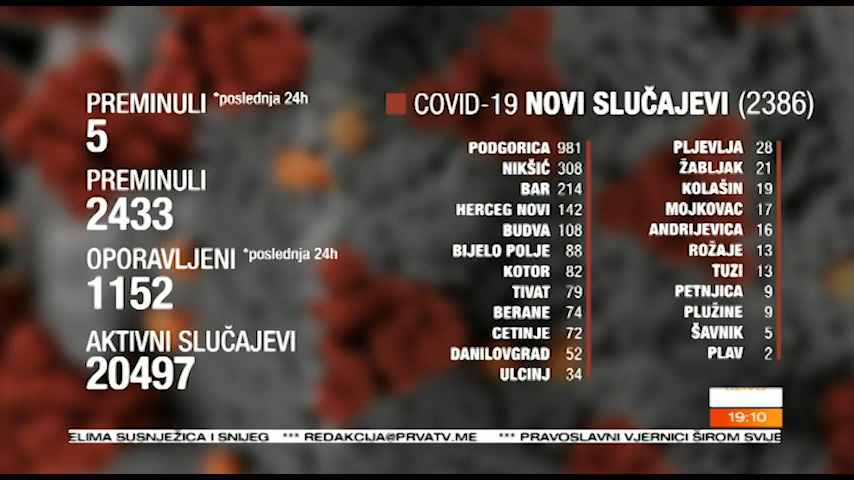 PREMINULI *poslednja 24h
5
PREMINULI
2433
OPORAVLJENI *poslednja 24h
1152
AKTIVNI SLUČAJEVI
20497
COVID-19 NOVI SLUČAJEVI (2386)
PODGORICA 981
NIKŠIĆ 308
BAR 214
HERCEG NOVI 142
BUDVA 108
BIJELO POLJE 88
KOTOR 82
TIVAT 79
BERANE 74
CETINJE 72
DANILOVGRAD 52
ULCINJ 34
PLJEVLJA 28
ŽABLJAK 21
KOLAŠIN 19
MOJKOVAC 17
ANDRIJEVICA 16
ROŽAJE 13
TUZI 13
PETNJICA 9
PLUŽINE 9
ŠAVNIK 5
PLAV 2
19:10
ELIMA SUSNJEŽICA I SNIJEG *** REDAKCIJA@PRVATV.ME *** PRAVOSLAVNI VJERNICI ŠIROM SVIJE